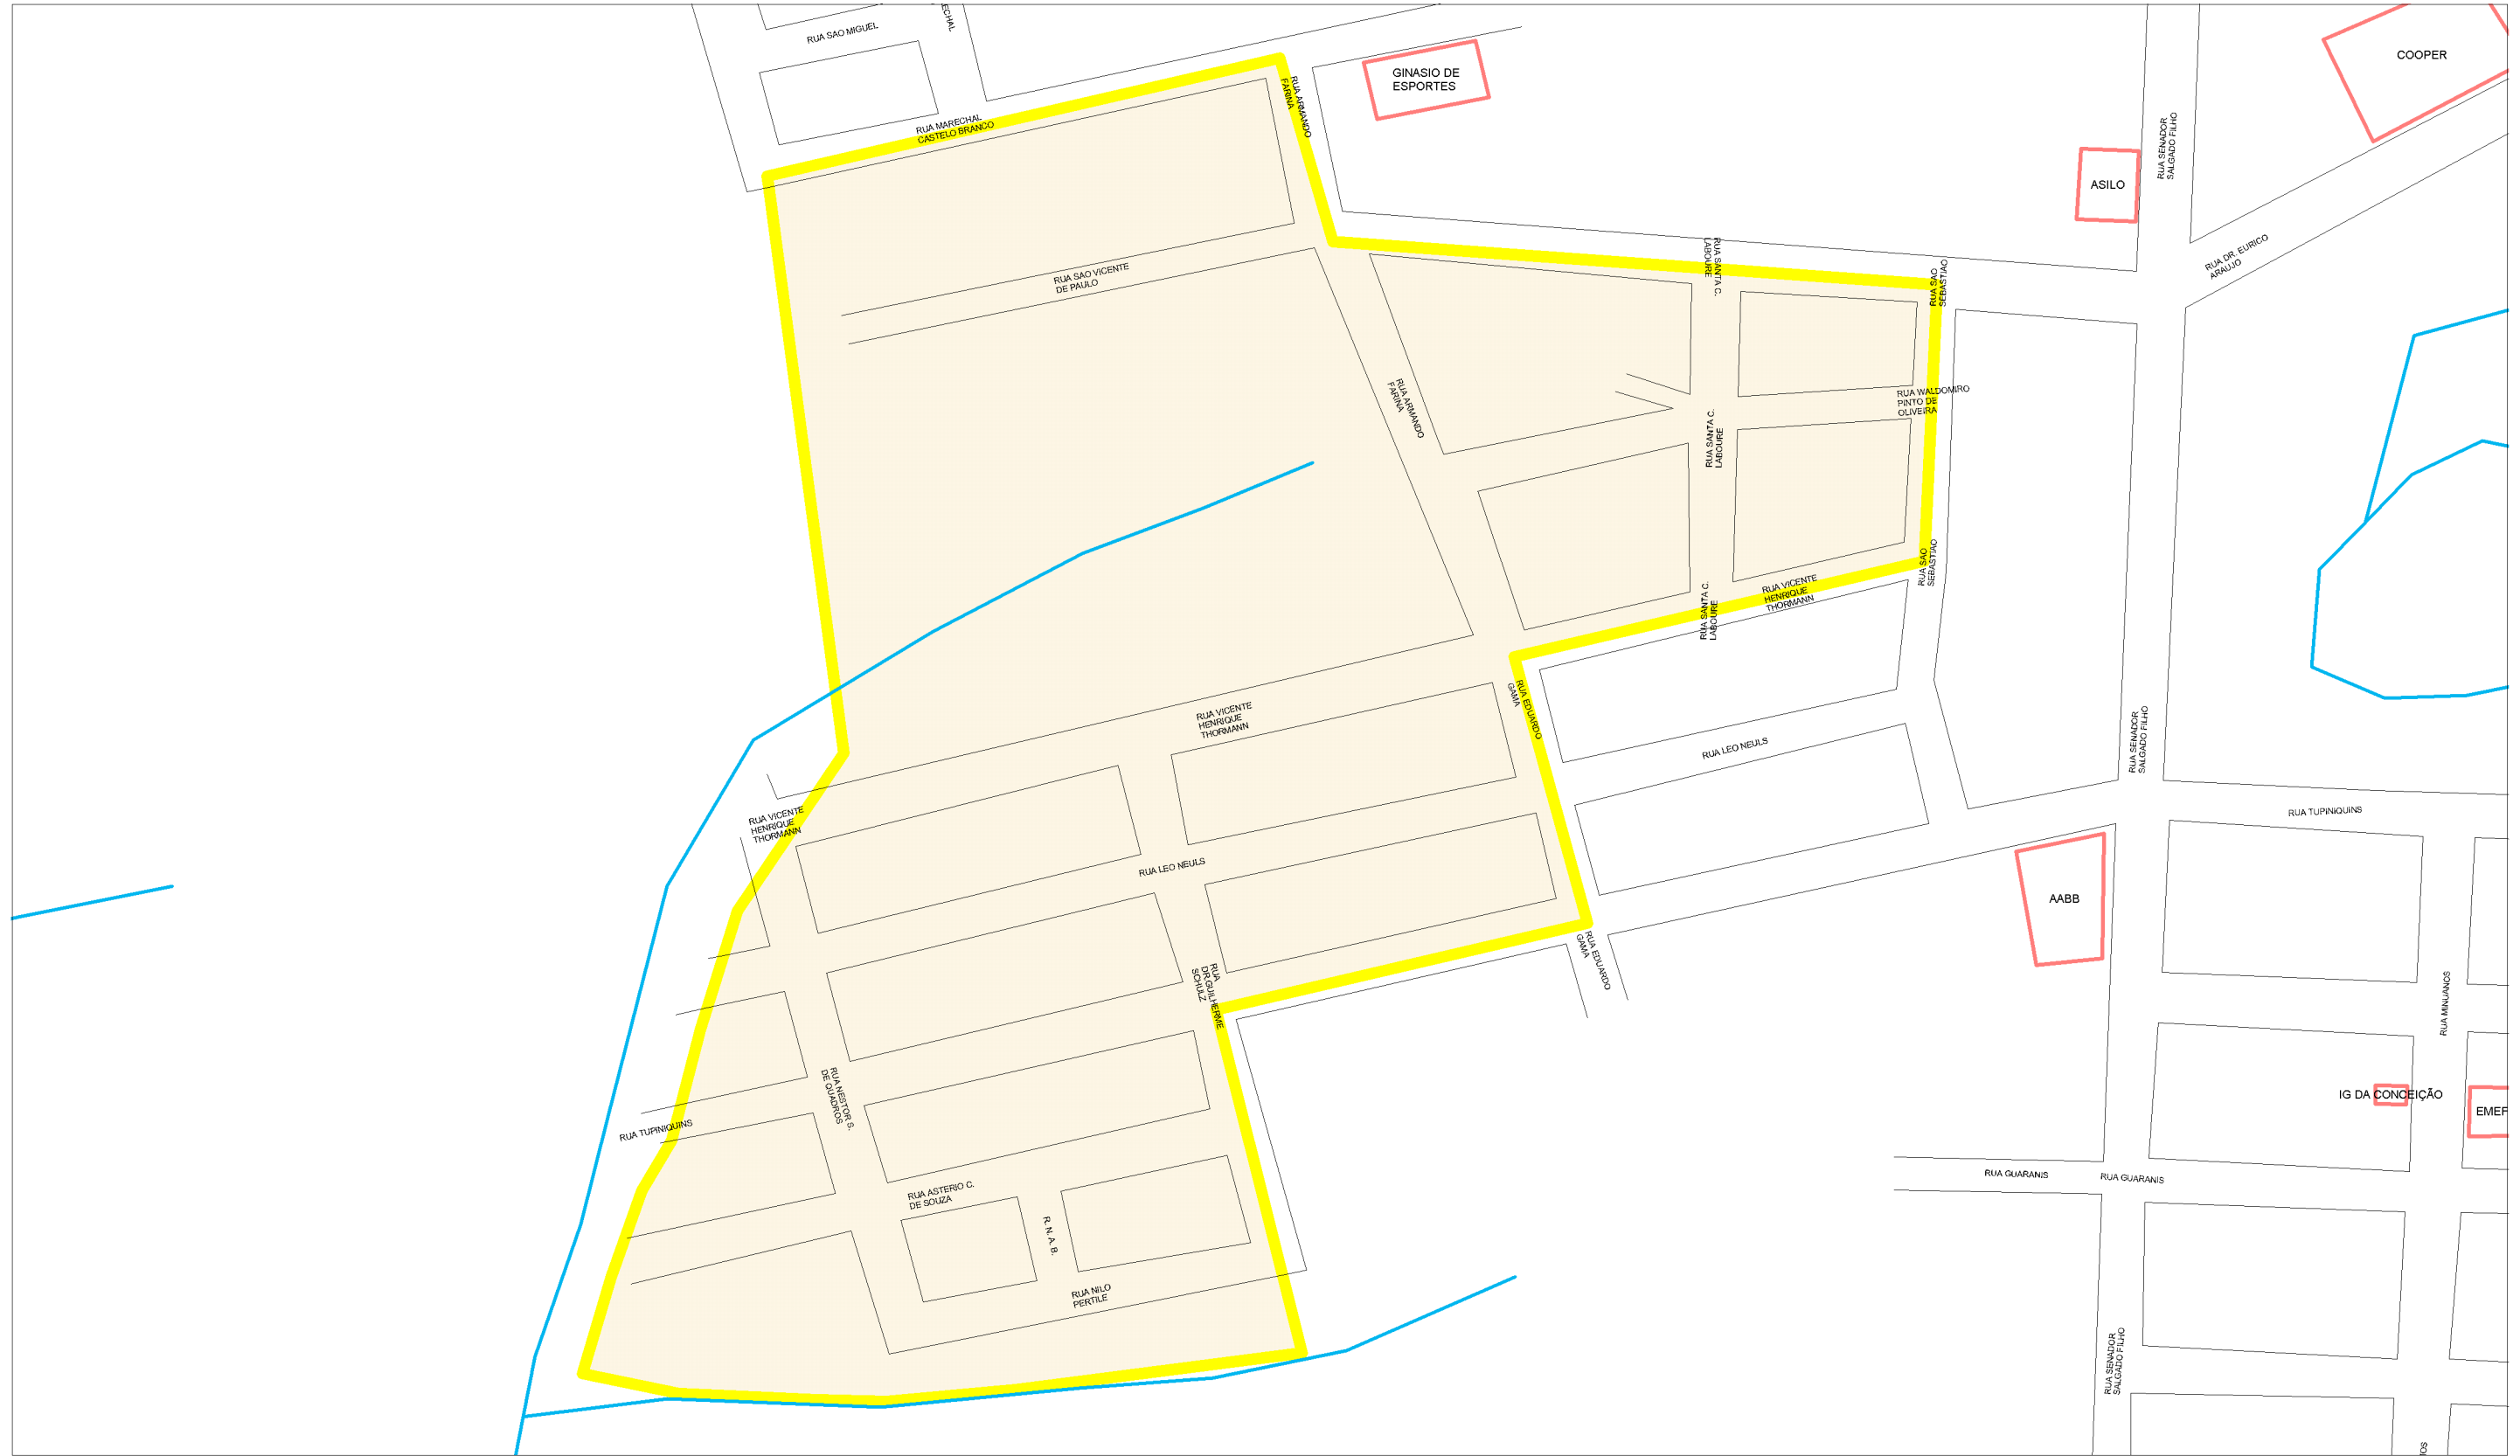 RUA SAO MIGUEL
RECHAL
RUA MARECHAL
CASTELO BRANCO
RUA ARMANDO
FARINA
GINASIO DE
ESPORTES
COOPER
ASILO
RUA SENADOR
SALGADO FILHO
RUA DR. EURICO
ARAUJO
RUA SAO VICENTE
DE PAULO
RUA SANTA C.
LABOURE
RUA SAO
SEBASTIAO
RUA ARMANDO
FARINA
RUA SANTA C.
LABOURE
RUA WALDOMIRO
PINTO DE
OLIVEIRA
RUA SAO
SEBASTIAO
RUA SANTA C.
LABOURE
RUA VICENTE
HENRIQUE
THORMANN
RUA EDUARDO
GAMA
RUA VICENTE
HENRIQUE
THORMANN
RUA LEO NEULS
RUA SENADOR
SALGADO FILHO
RUA VICENTE
HENRIQUE
THORMANN
RUA TUPINIQUINS
RUA LEO NEULS
AABB
RUA EDUARDO
GAMA
RUA
DR.GUILHERME
SCHULZ
RUA MINUANOS
RUA NESTOR S.
DE QUADROS
RUA TUPINIQUINS
IG DA CONCEIÇÃO
EMEF
RUA GUARANIS
RUA GUARANIS
RUA ASTERIO C.
DE SOUZA
R. N. A. B.
RUA NILO
PERTILE
RUA SENADOR
SALGADO FILHO
OS